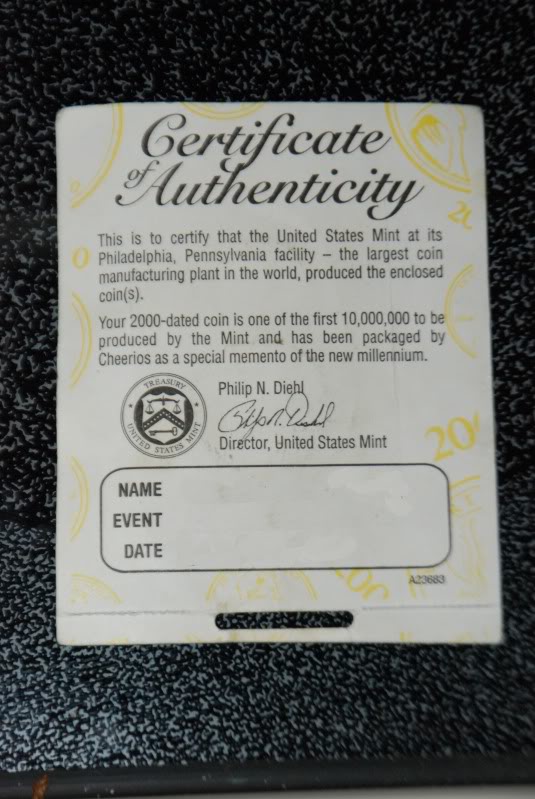 Certificate
of Authenticity
This is to certify that the United States Mint at its
Philadelphia, Pennsylvania facility – the largest coin
manufacturing plant in the world, produced the enclosed
coin(s).
Your 2000-dated coin is one of the first 10,000,000 to be
produced by the Mint and has been packaged by
Cheerios as a special memento of the new millennium.
TREASURY
UNITED STATES MINT
Philip N. Diehl
Philip N. Diehl
Director, United States Mint
NAME
EVENT
DATE
A23683